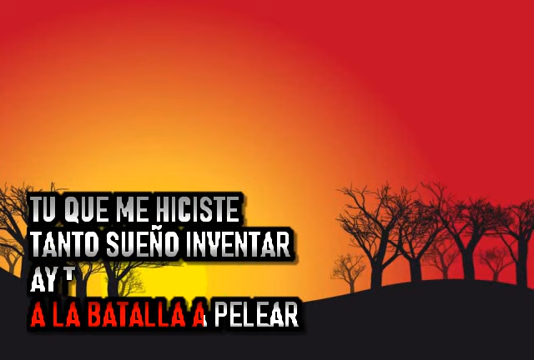 TU QUE ME HICISTE
TANTO SUEÑO INVENTAR
AY T
A LA BATALLA A PELEAR